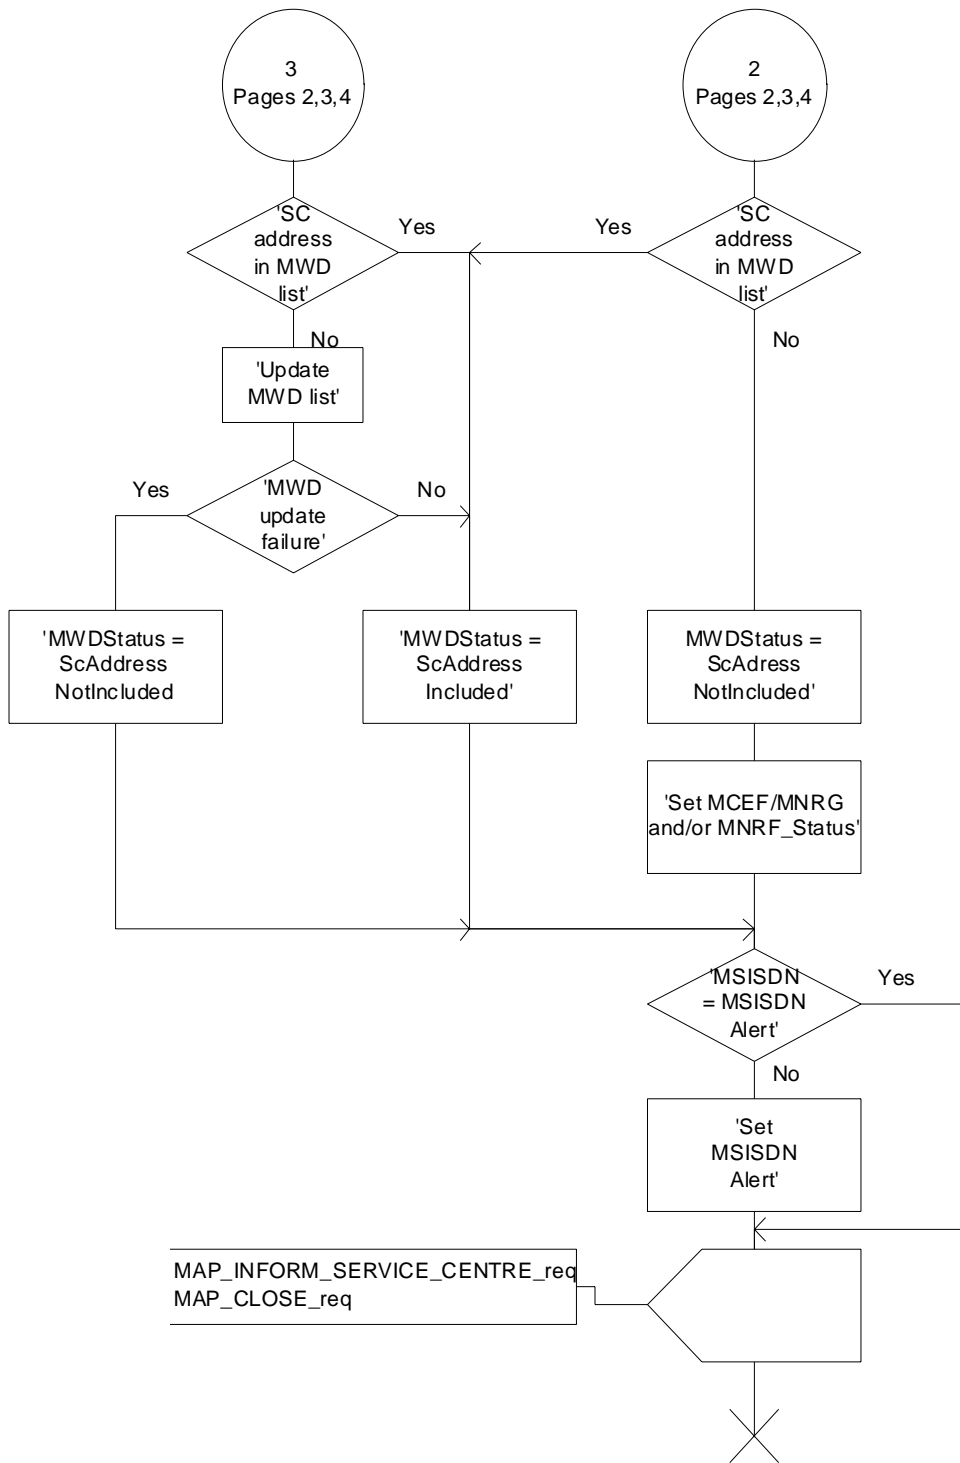 3
Pages 2,3,4
2
Pages 2,3,4
'SC
address
in MWD
list'
Yes
Yes
'SC
address
in MWD
list'
No
No
'Update
MWD list'
Yes
'MWD
update
failure'
No
'MWDStatus =
ScAddress
NotIncluded
'MWDStatus =
ScAddress
Included'
MWDStatus =
ScAdress
NotIncluded'
'Set MCEF/MNRG
and/or MNRF_Status'
'MSISDN
= MSISDN
Alert'
Yes
No
'Set
MSISDN
Alert'
MAP_INFORM_SERVICE_CENTRE_req
MAP_CLOSE_req